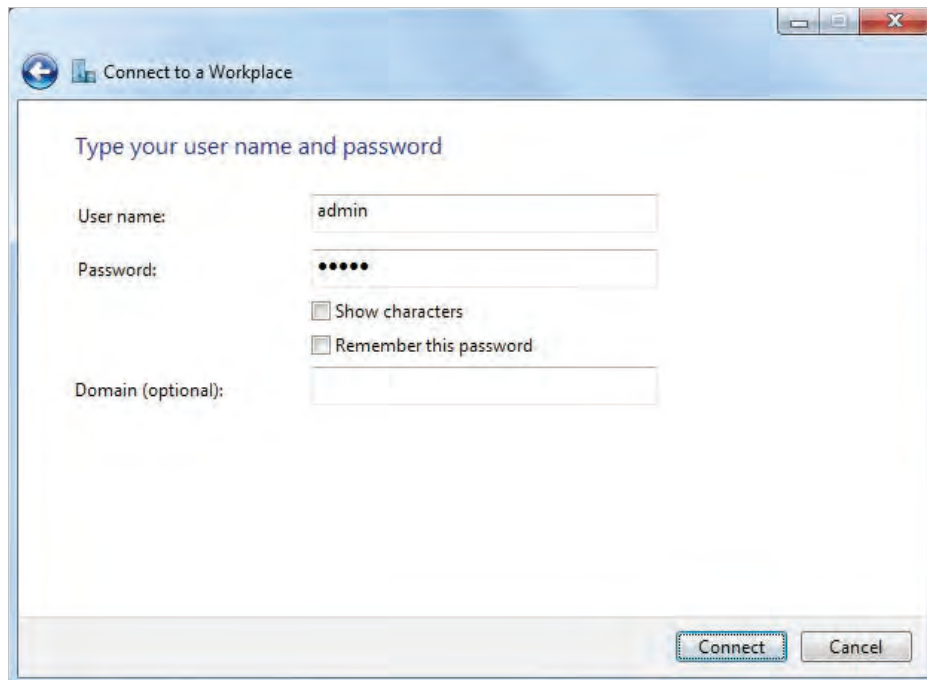 Connect to a Workplace
Type your user name and password
User name: admin
Password: •••••
Show characters
Remember this password
Domain (optional):
Connect Cancel